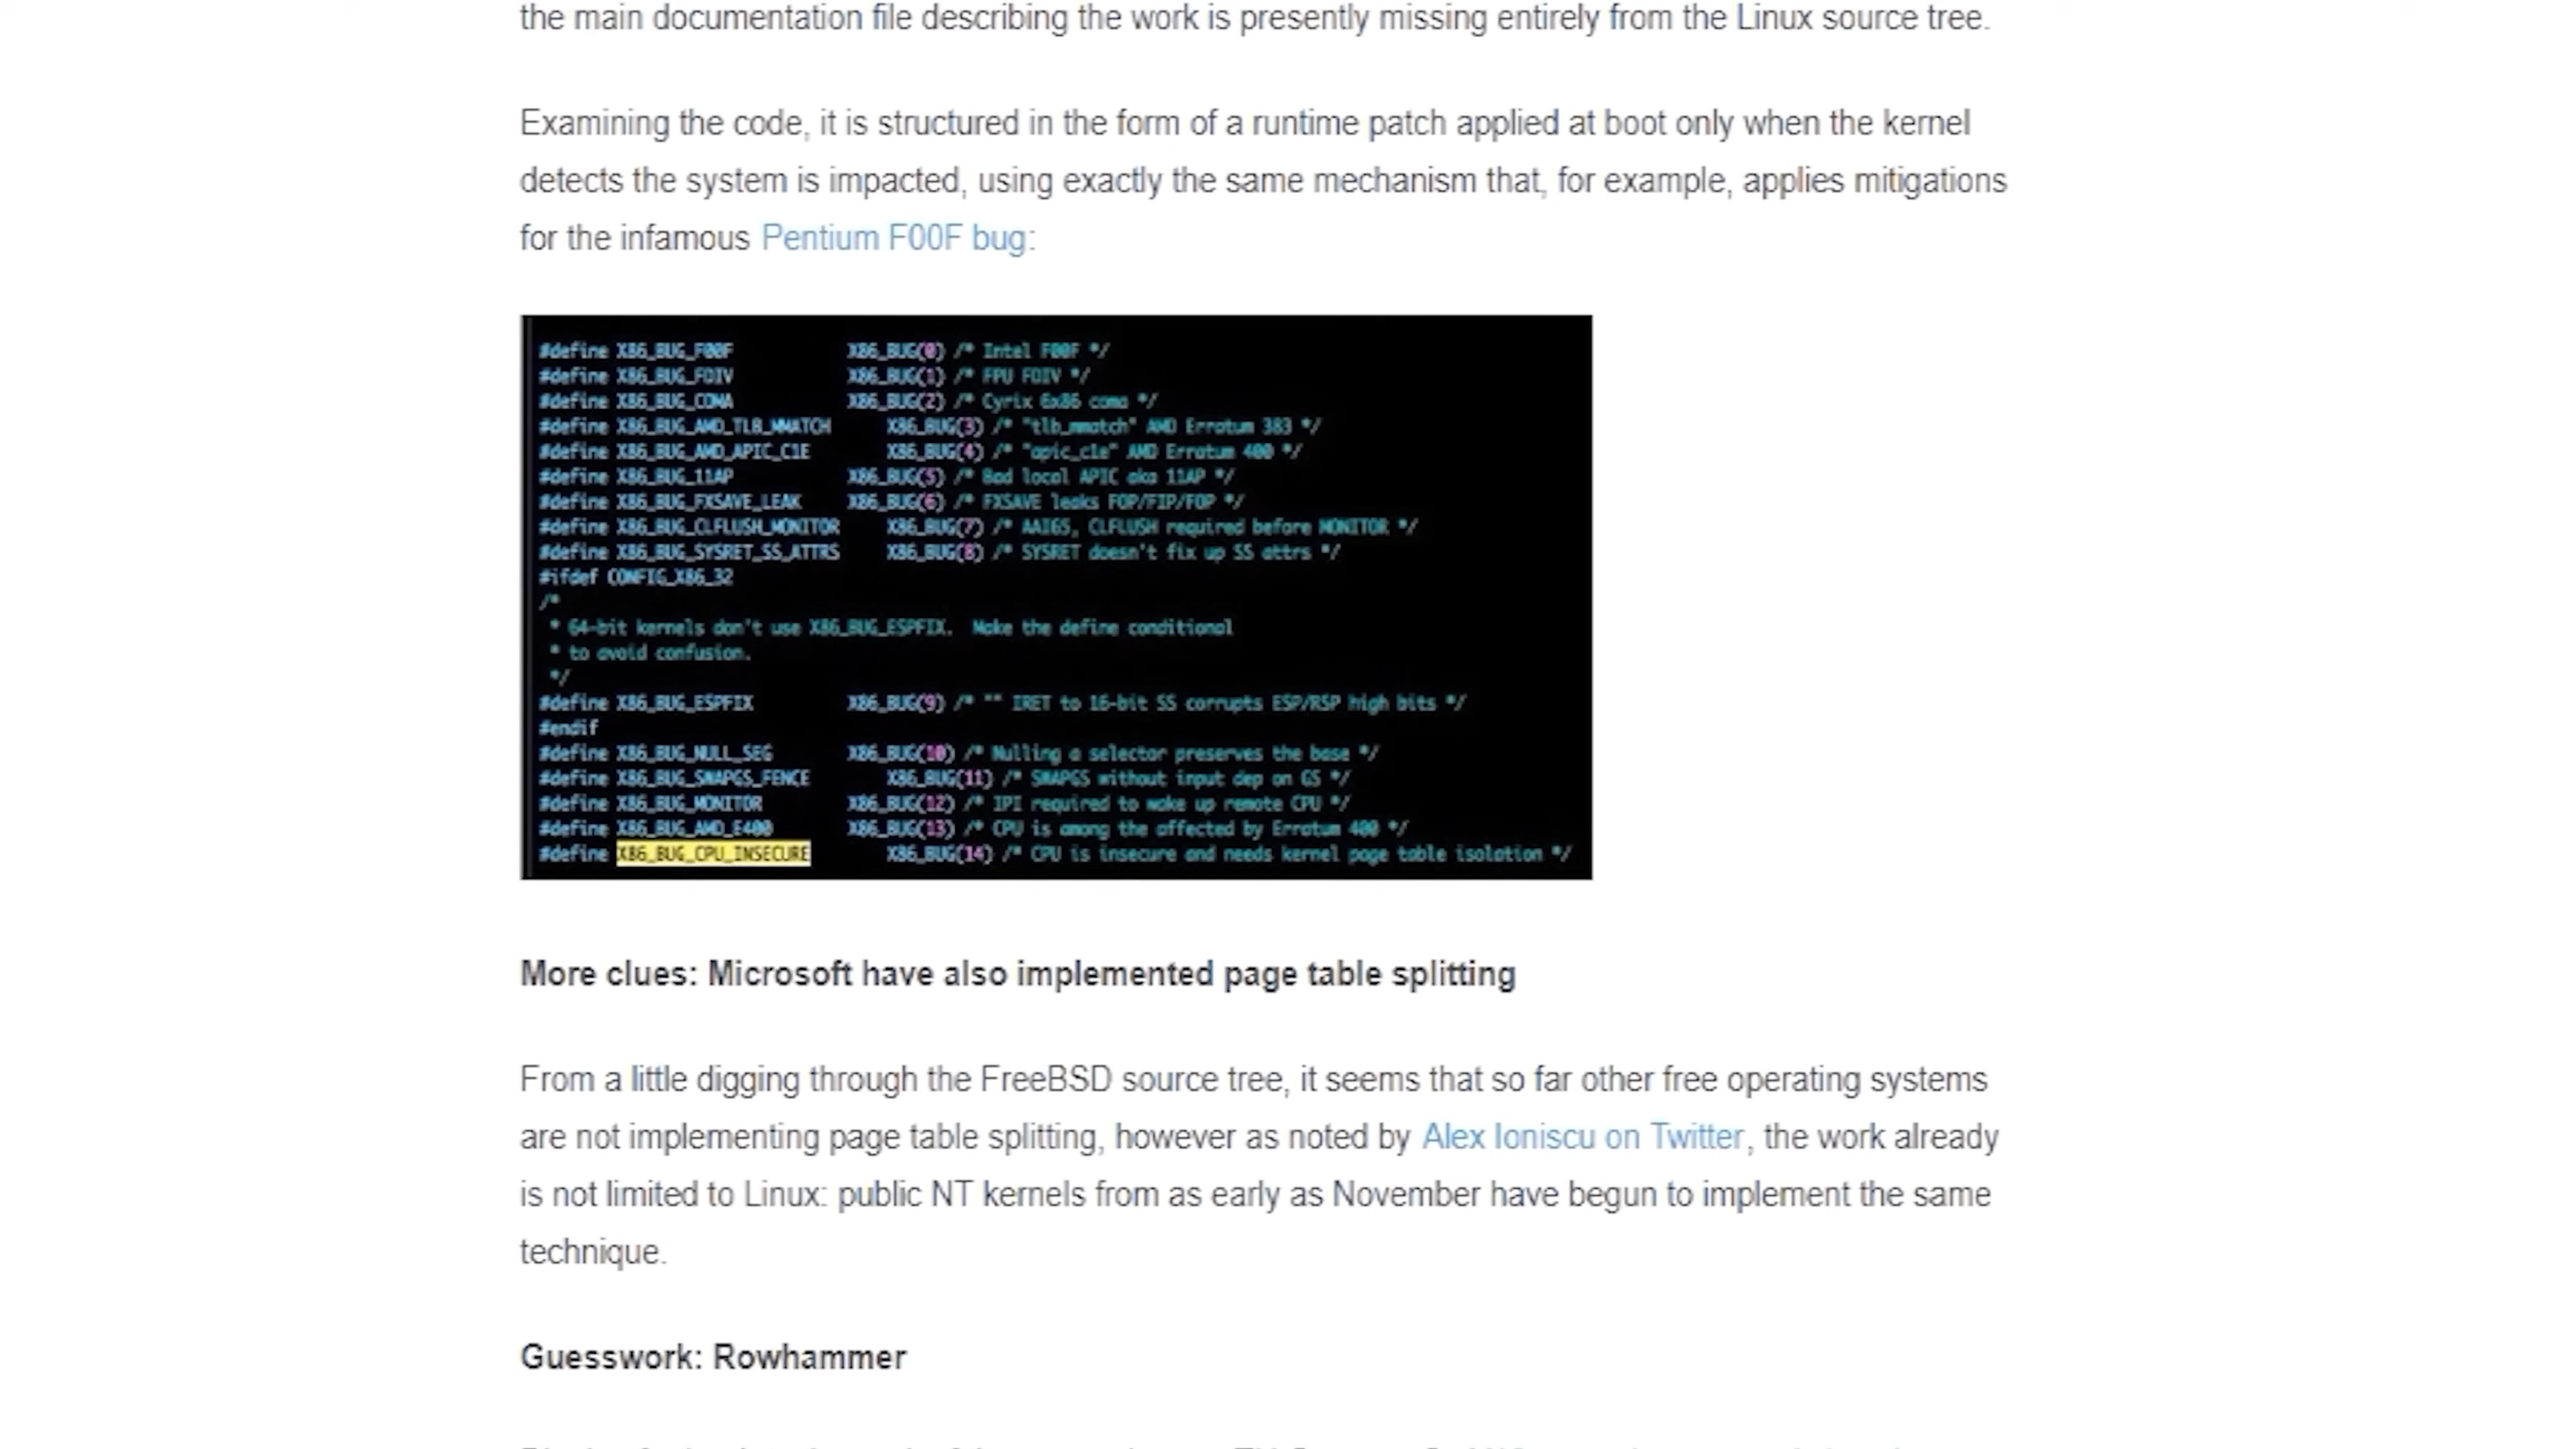 the main documentation file describing the work is presently missing entirely from the Linux source tree.
Examining the code, it is structured in the form of a runtime patch applied at boot only when the kernel
detects the system is impacted, using exactly the same mechanism that, for example, applies mitigations
for the infamous Pentium F00F bug:
#define X86_BUG_F00F X86_BUG(0) /* Intel F00F */
#define X86_BUG_FDIV X86_BUG(1) /* FPU FDIV */
#define X86_BUG_COMA X86_BUG(2) /* Cyrix 6x86 coma */
#define X86_BUG_AMD_TLB_MMATCH X86_BUG(3) /* "tlb_mmatch" AMD Erratum 383 */
#define X86_BUG_AMD_APIC_C1E X86_BUG(4) /* "apic_c1e" AMD Erratum 400 */
#define X86_BUG_11AP X86_BUG(5) /* Bad local APIC aka 11AP */
#define X86_BUG_FXSAVE_LEAK X86_BUG(6) /* FXSAVE leaks FOP/FIP/FOP */
#define X86_BUG_CLFLUSH_MONITOR X86_BUG(7) /* AAI65, CLFLUSH required before MONITOR */
#define X86_BUG_SYSRET_SS_ATTRS X86_BUG(8) /* SYSRET doesn't fix up SS attrs */
#ifdef CONFIG_X86_32
/*
* 64-bit kernels don't use X86_BUG_ESPFIX. Make the define conditional
* to avoid confusion.
*/
#define X86_BUG_ESPFIX X86_BUG(9) /* "" IRET to 16-bit SS corrupts ESP/RSP high bits */
#endif
#define X86_BUG_NULL_SEG X86_BUG(10) /* Nulling a selector preserves the base */
#define X86_BUG_SWAPGS_FENCE X86_BUG(11) /* SWAPGS without input dep on GS */
#define X86_BUG_MONITOR X86_BUG(12) /* IPI required to wake up remote CPU */
#define X86_BUG_AMD_E400 X86_BUG(13) /* CPU is among the affected by Erratum 400 */
#define X86_BUG_CPU_INSECURE X86_BUG(14) /* CPU is insecure and needs kernel page table isolation */
More clues: Microsoft have also implemented page table splitting
From a little digging through the FreeBSD source tree, it seems that so far other free operating systems
are not implementing page table splitting, however as noted by Alex Ioniscu on Twitter, the work already
is not limited to Linux: public NT kernels from as early as November have begun to implement the same
technique.
Guesswork: Rowhammer